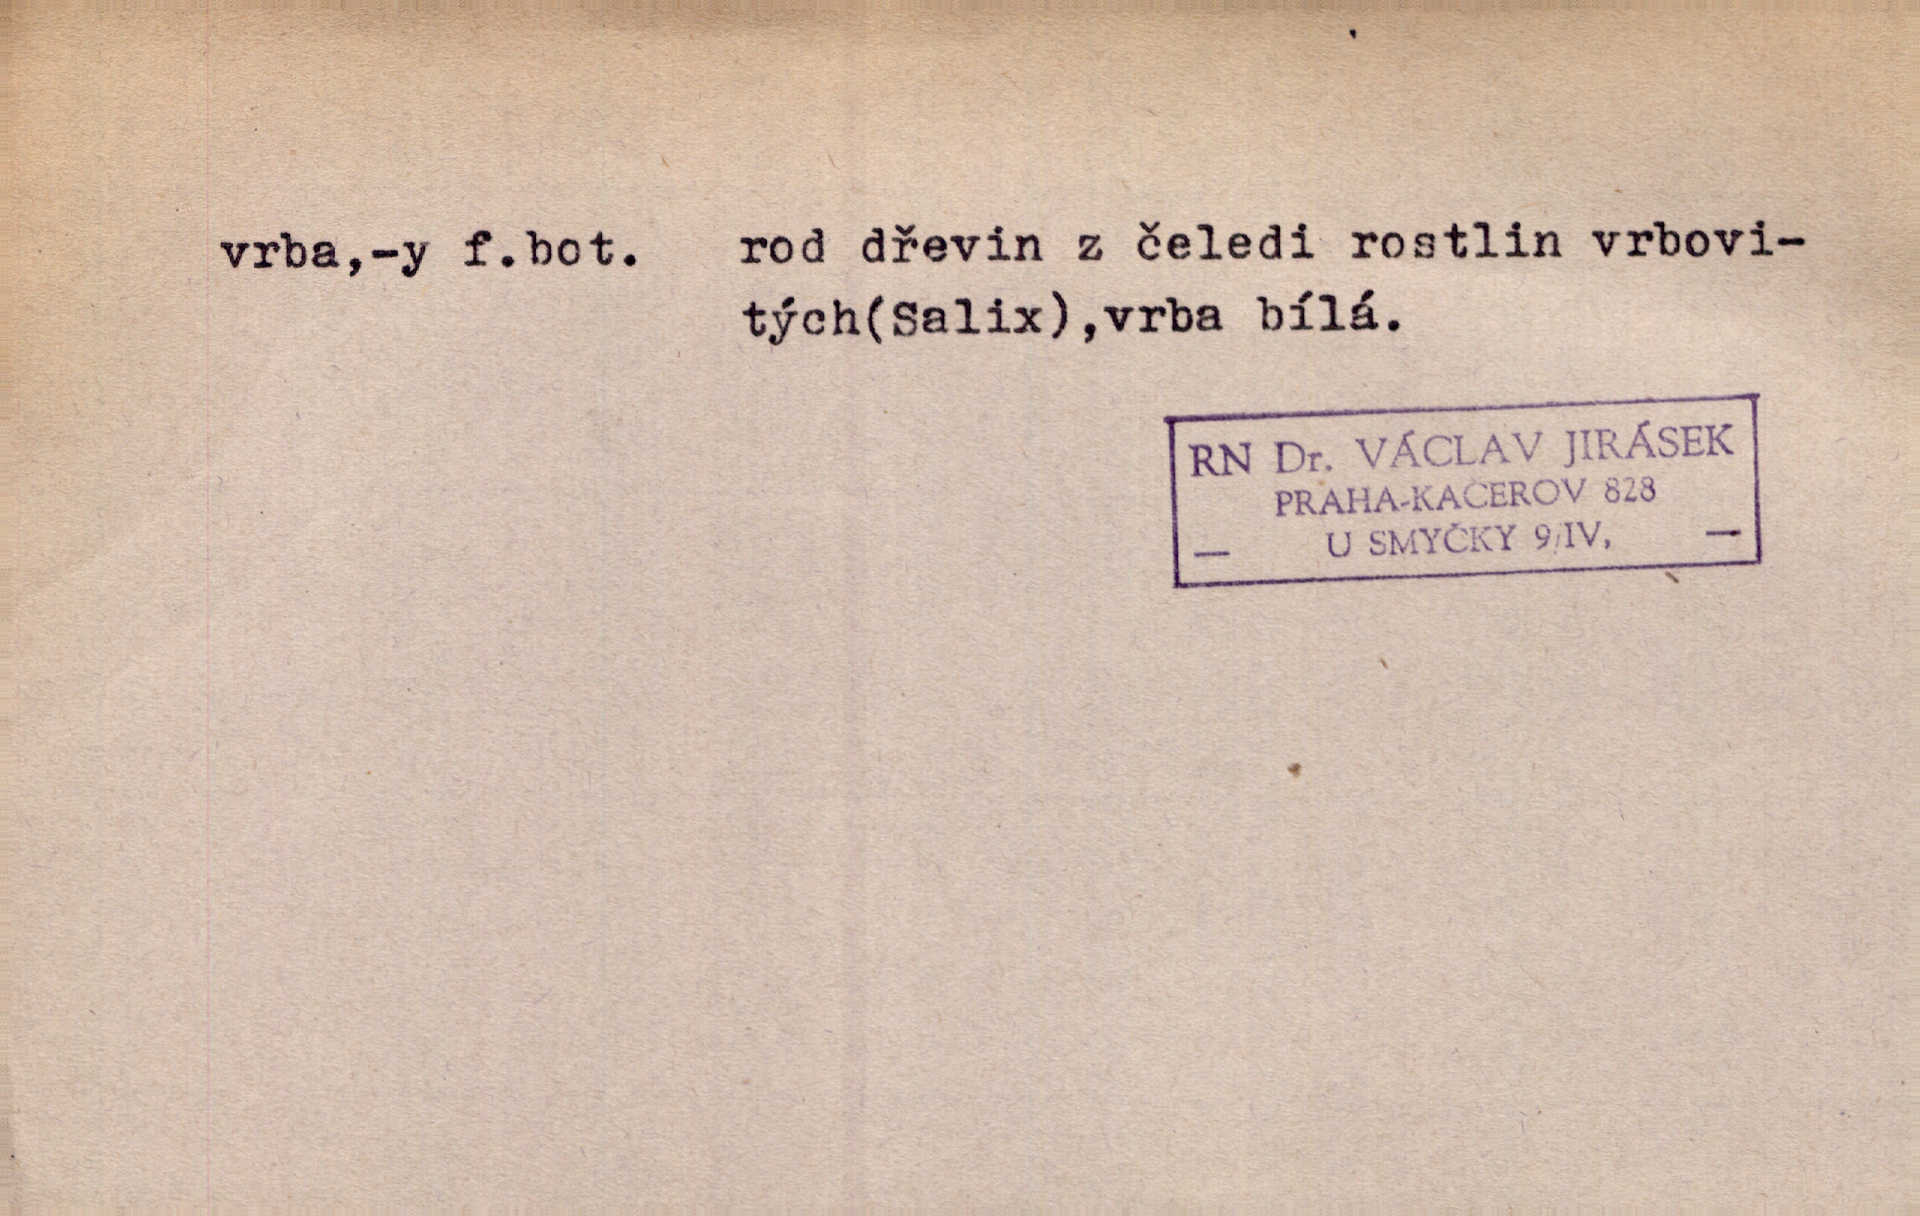 vrba,-y f.bot. rod dřevin z čeledi rostlin vrbovi-
tých(Salix),vrba bílá.
RN Dr. VÁCLAV JIRÁSEK
PRAHA-KAČEROV 828
U SMYČKY 9/IV,